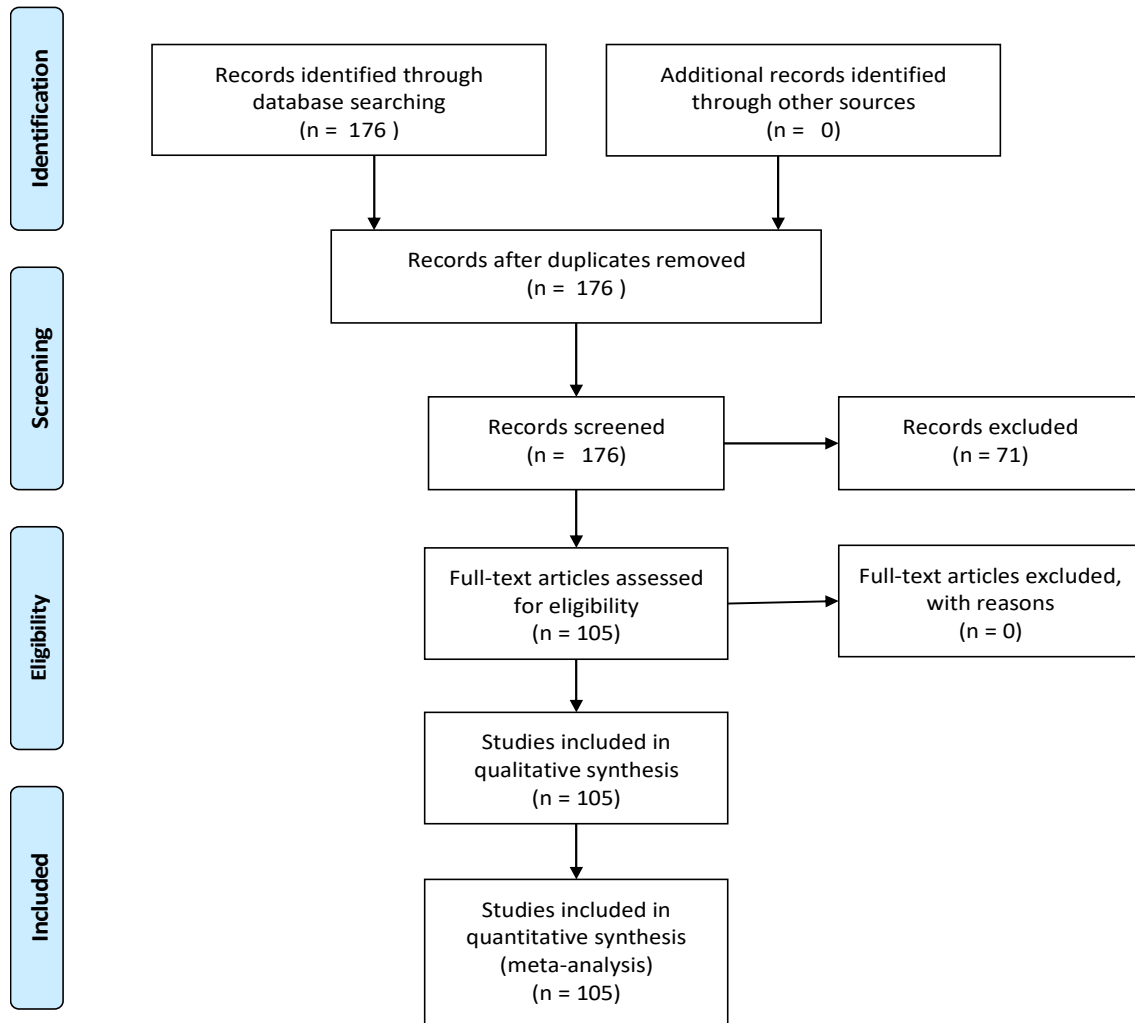 Identification
Records identified through
database searching
(n =  176 )
Additional records identified
through other sources
(n =   0)
Records after duplicates removed
(n =  176 )
Screening
Records screened
(n =   176)
Records excluded
(n = 71)
Eligibility
Full-text articles assessed
for eligibility
(n = 105)
Full-text articles excluded,
with reasons
(n = 0)
Studies included in
qualitative synthesis
(n = 105)
Included
Studies included in
quantitative synthesis
(meta-analysis)
(n = 105)